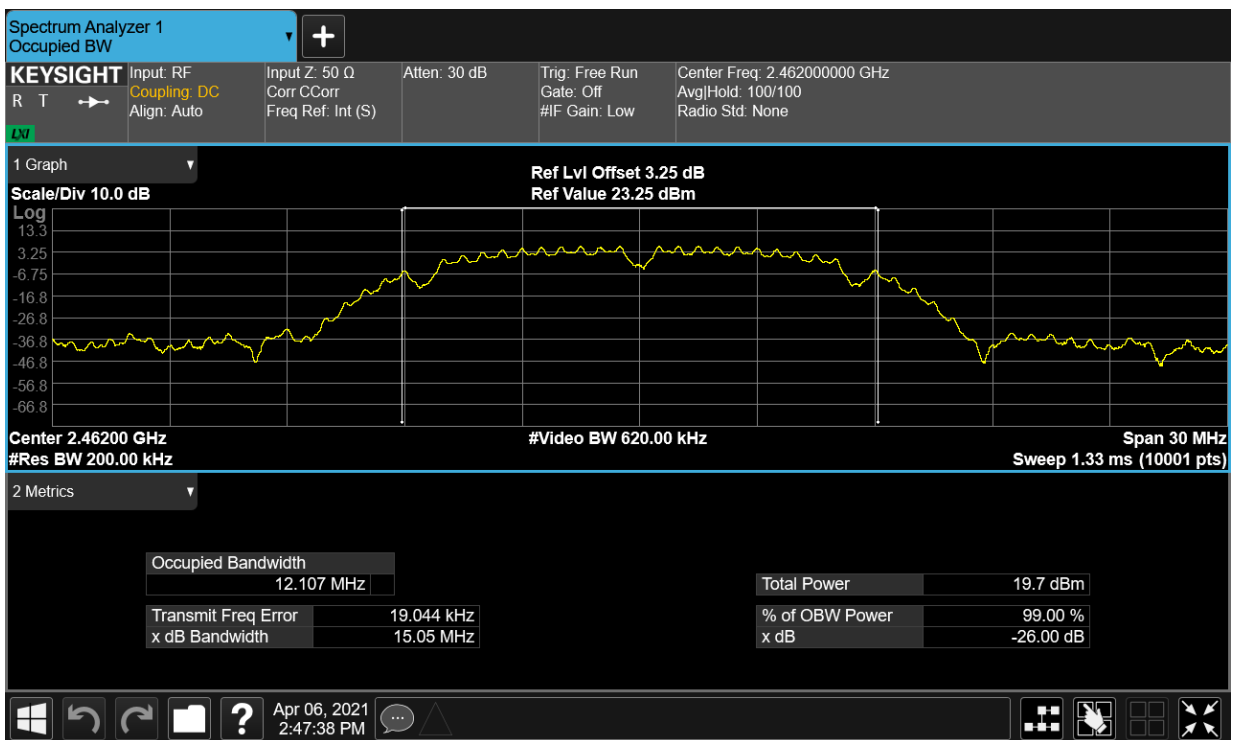 Spectrum Analyzer 1
Occupied BW
▼
+
KEYSIGHT
R T
LXI
Input: RF
Coupling: DC
Align: Auto
Input Z: 50 Ω
Corr CCorr
Freq Ref: Int (S)
Atten: 30 dB
Trig: Free Run
Gate: Off
#IF Gain: Low
Center Freq: 2.462000000 GHz
Avg|Hold: 100/100
Radio Std: None
1 Graph ▼
Ref Lvl Offset 3.25 dB
Scale/Div 10.0 dB Ref Value 23.25 dBm
Log
13.3
3.25
-6.75
-16.8
-26.8
-36.8
-46.8
-56.8
-66.8
Center 2.46200 GHz #Video BW 620.00 kHz Span 30 MHz
#Res BW 200.00 kHz Sweep 1.33 ms (10001 pts)
2 Metrics ▼
Occupied Bandwidth
12.107 MHz Total Power 19.7 dBm
Transmit Freq Error 19.044 kHz % of OBW Power 99.00 %
x dB Bandwidth 15.05 MHz x dB -26.00 dB
? Apr 06, 2021
2:47:38 PM